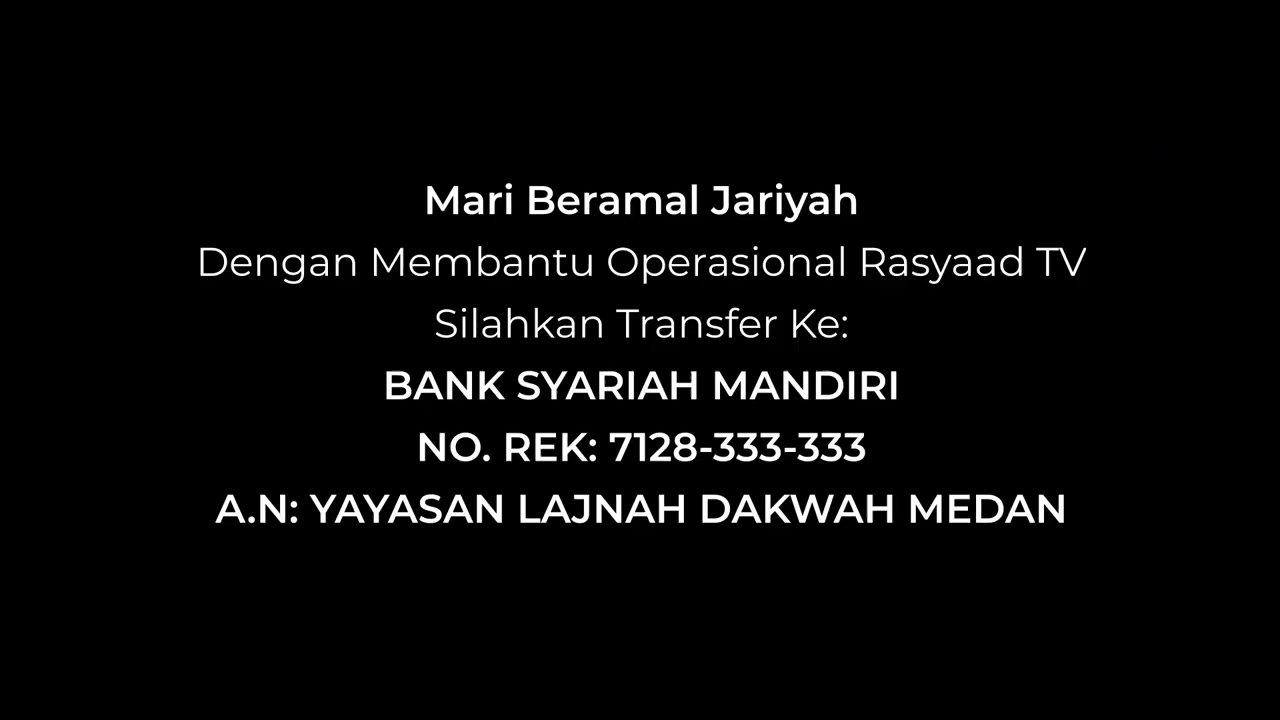 Mari Beramal Jariyah
Dengan Membantu Operasional Rasyaad TV
Silahkan Transfer Ke:
BANK SYARIAH MANDIRI
NO. REK: 7128-333-333
A.N: YAYASAN LAJNAH DAKWAH MEDAN